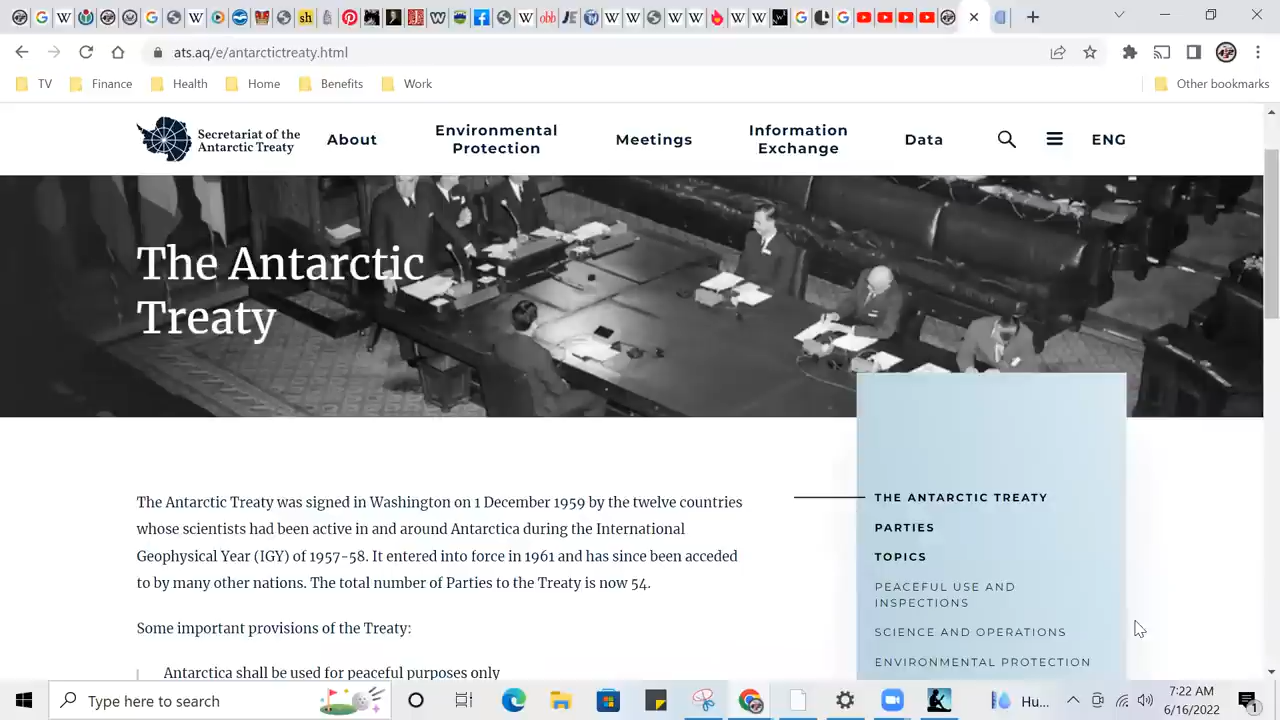 ats.aq/e/antarctictreaty.html
TV Finance Health Home Benefits Work Other bookmarks
Secretariat of the
Antarctic Treaty
About
Environmental
Protection
Meetings
Information
Exchange
Data
ENG
The Antarctic
Treaty
The Antarctic Treaty was signed in Washington on 1 December 1959 by the twelve countries
whose scientists had been active in and around Antarctica during the International
Geophysical Year (IGY) of 1957-58. It entered into force in 1961 and has since been acceded
to by many other nations. The total number of Parties to the Treaty is now 54.
Some important provisions of the Treaty:
Antarctica shall be used for peaceful purposes only
THE ANTARCTIC TREATY
PARTIES
TOPICS
PEACEFUL USE AND
INSPECTIONS
SCIENCE AND OPERATIONS
ENVIRONMENTAL PROTECTION
Type here to search
Hu...
7:22 AM
6/16/2022
1